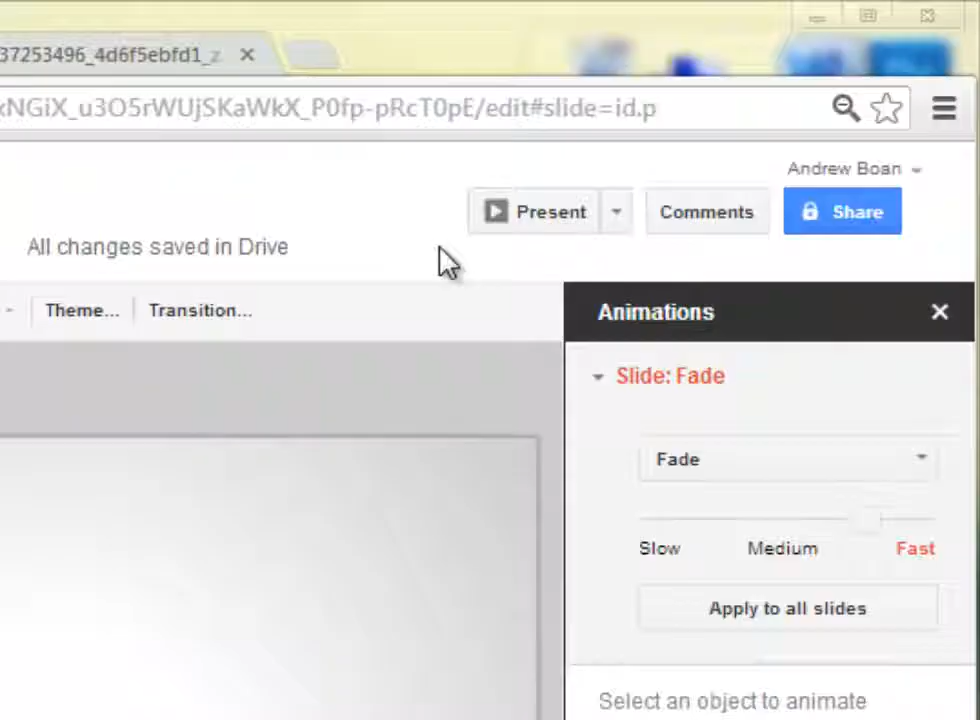 37253496_4d6f5ebfd1_z
NGiX_u3O5rWUjSKaWkX_P0fp-pRcT0pE/edit#slide=id.p
Andrew Boan
Present
Comments
Share
All changes saved in Drive
Theme...
Transition...
Animations
Slide: Fade
Fade
Slow
Medium
Fast
Apply to all slides
Select an object to animate